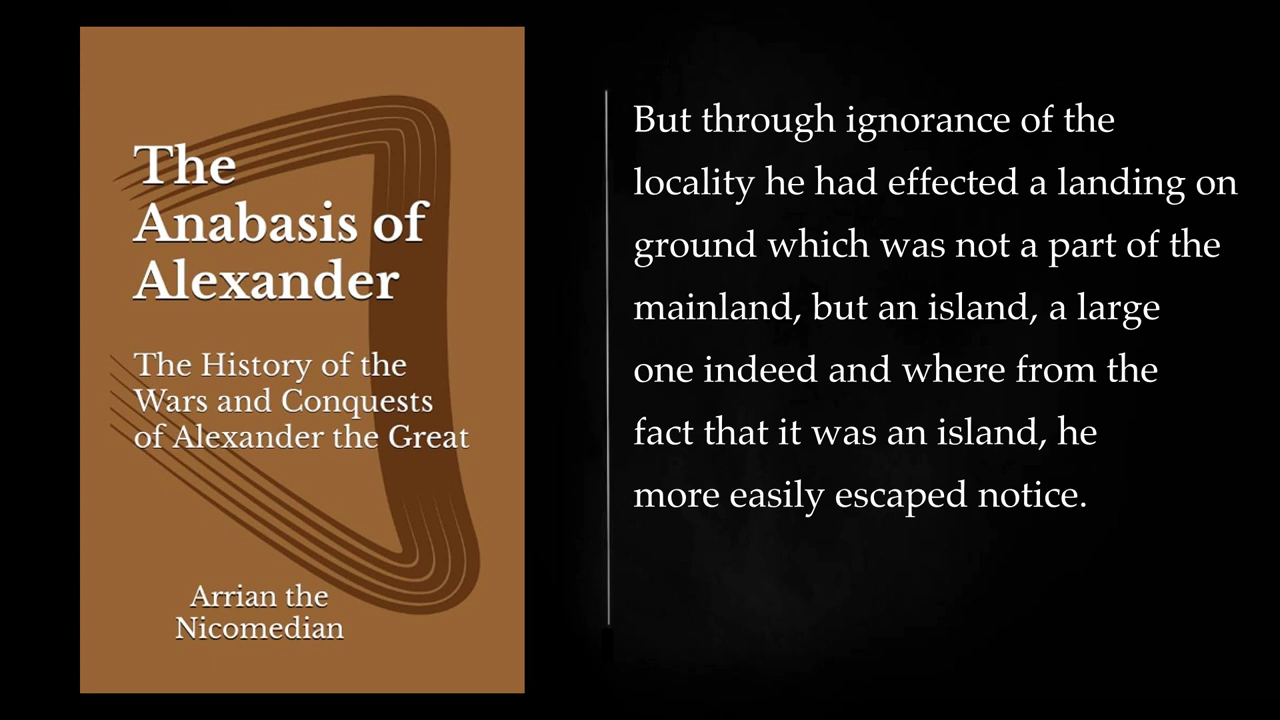 The
Anabasis of
Alexander
The History of the
Wars and Conquests
of Alexander the Great
Arrian the
Nicomedian
But through ignorance of the
locality he had effected a landing on
ground which was not a part of the
mainland, but an island, a large
one indeed and where from the
fact that it was an island, he
more easily escaped notice.